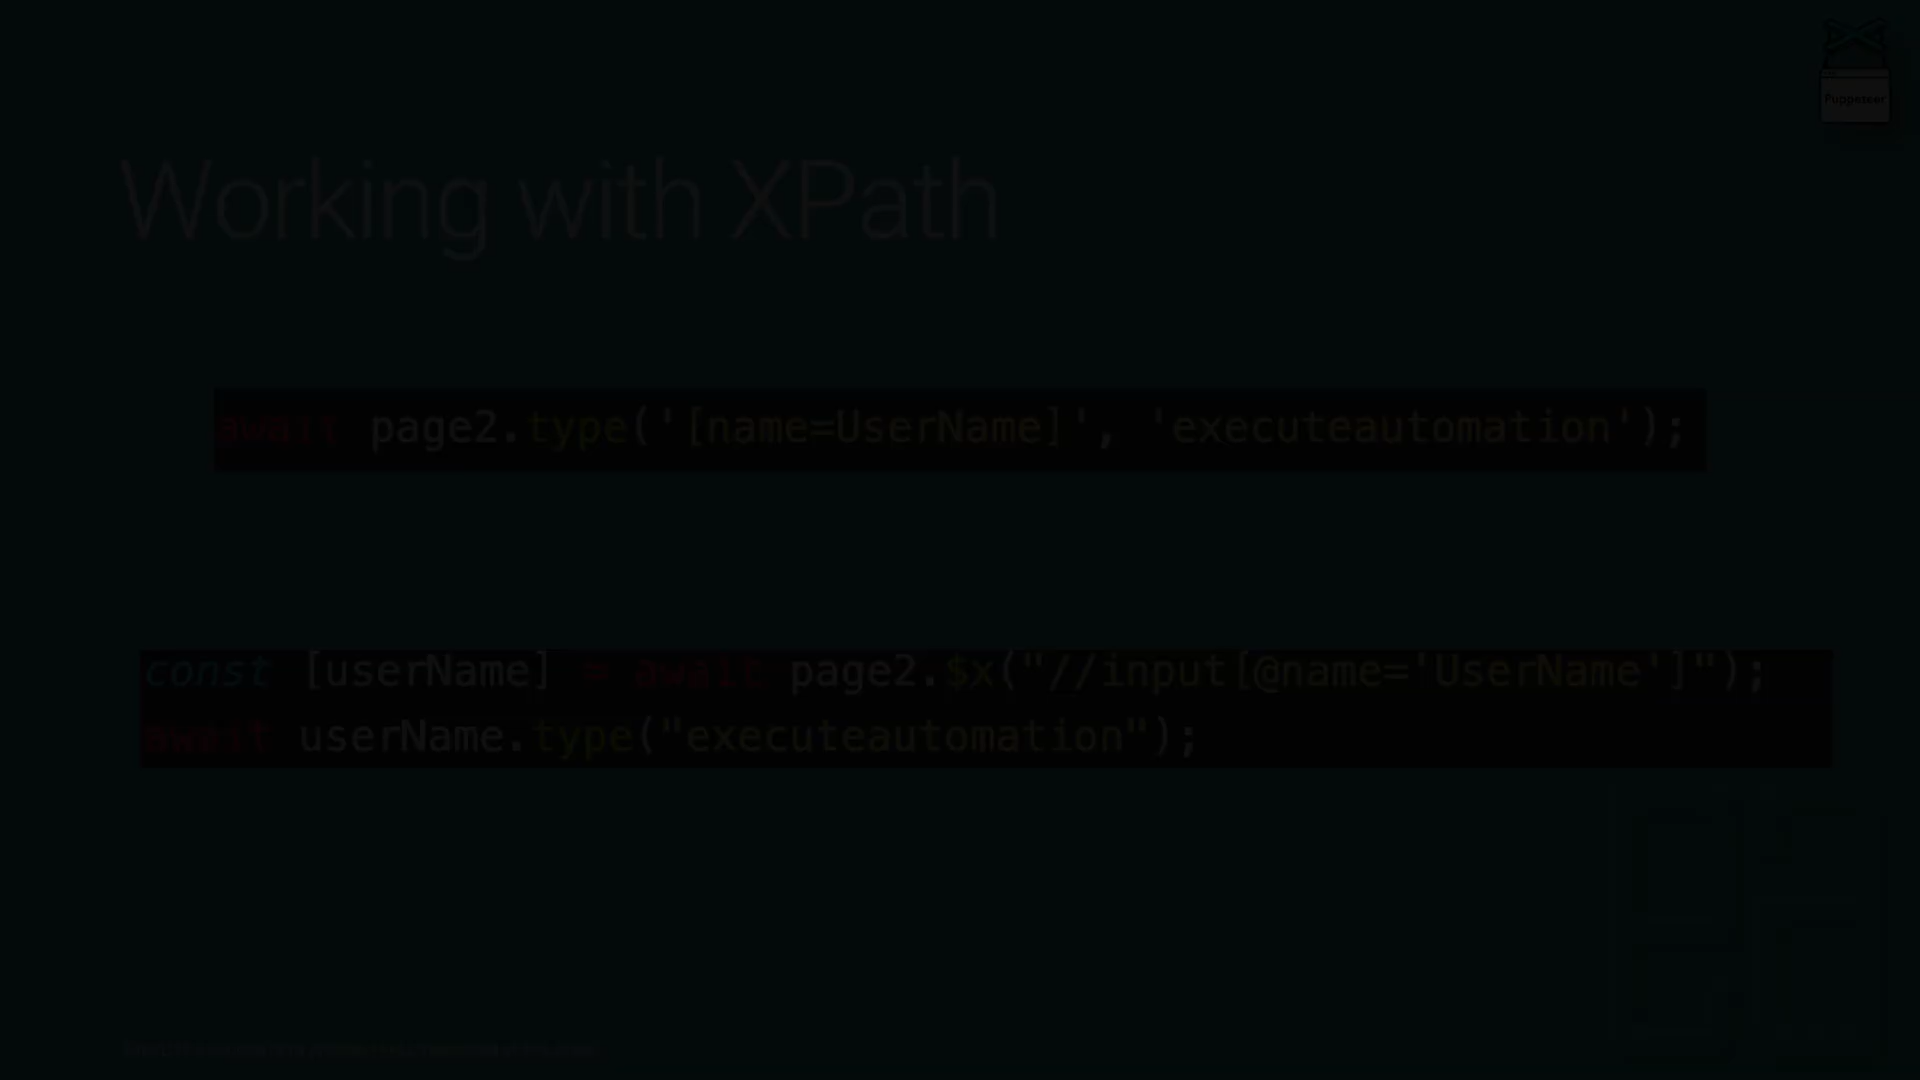 Puppeteer
Working with XPath
await page2.type('[name=UserName]', 'executeautomation');
const [userName] = await page2.$x("//input[@name='UserName']");
await userName.type("executeautomation");